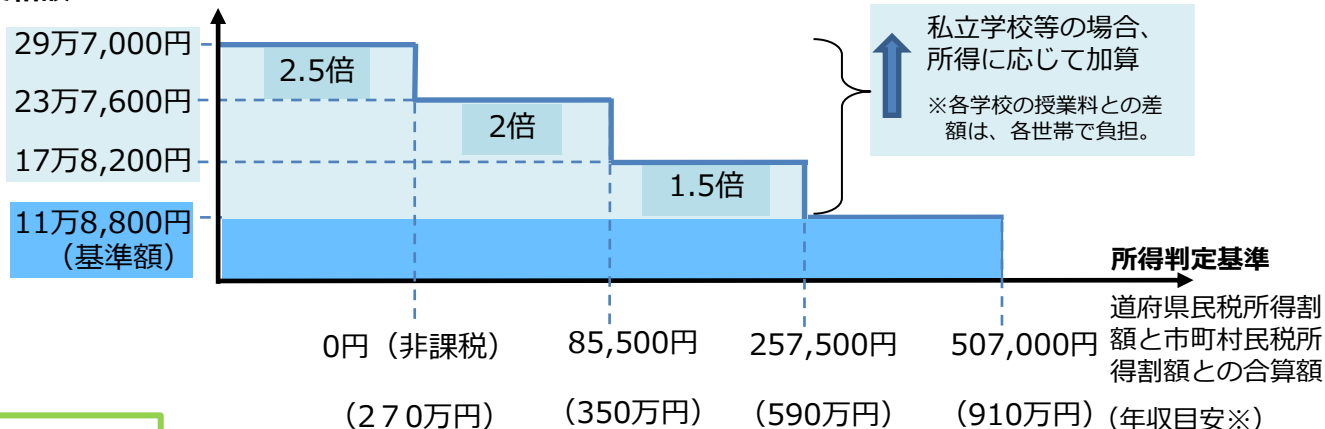 29万7,000円
23万7,600円
17万8,200円
11万8,800円
（基準額）
2.5倍
2倍
1.5倍
私立学校等の場合、
所得に応じて加算
※各学校の授業料との差
額は、各世帯で負担。
所得判定基準
道府県民税所得割
額と市町村民税所
得割額との合算額
（年収目安※）
0円（非課税）
85,500円
257,500円
507,000円
（２７０万円）
（350万円）
（590万円）
（910万円）